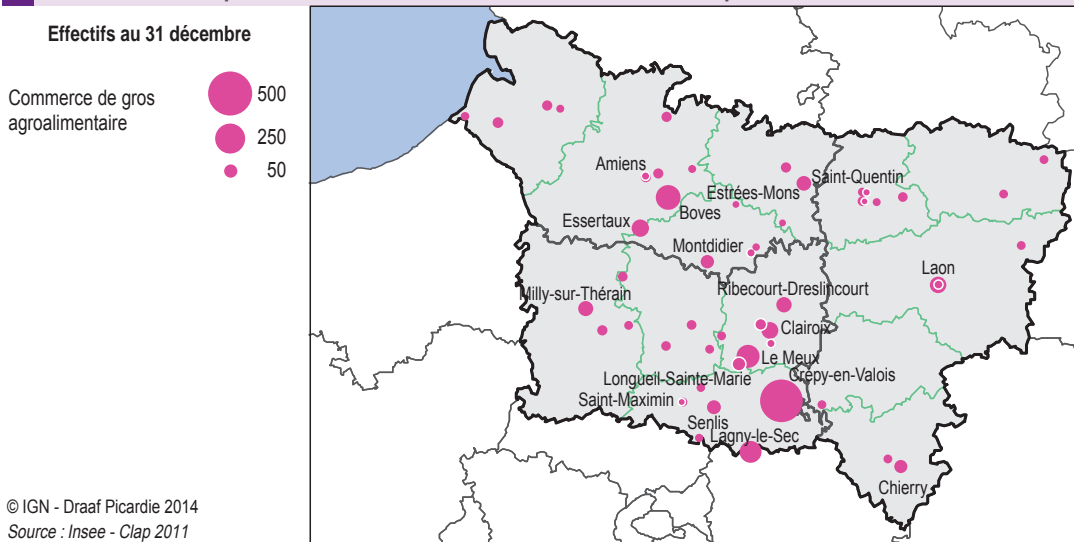 Effectifs au 31 décembre
Commerce de gros
agroalimentaire
500
250
50
Amiens
Saint-Quentin
Estrées-Mons
Boves
Essertaux
Montdidier
Laon
Milly-sur-Thérain
Ribecourt-Dreslincourt
Clairoix
Le Meux
Longueil-Sainte-Marie
Crépy-en-Valois
Saint-Maximin
Senlis
Lagny-le-Sec
Chierry
© IGN - Draaf Picardie 2014
Source : Insee - Clap 2011